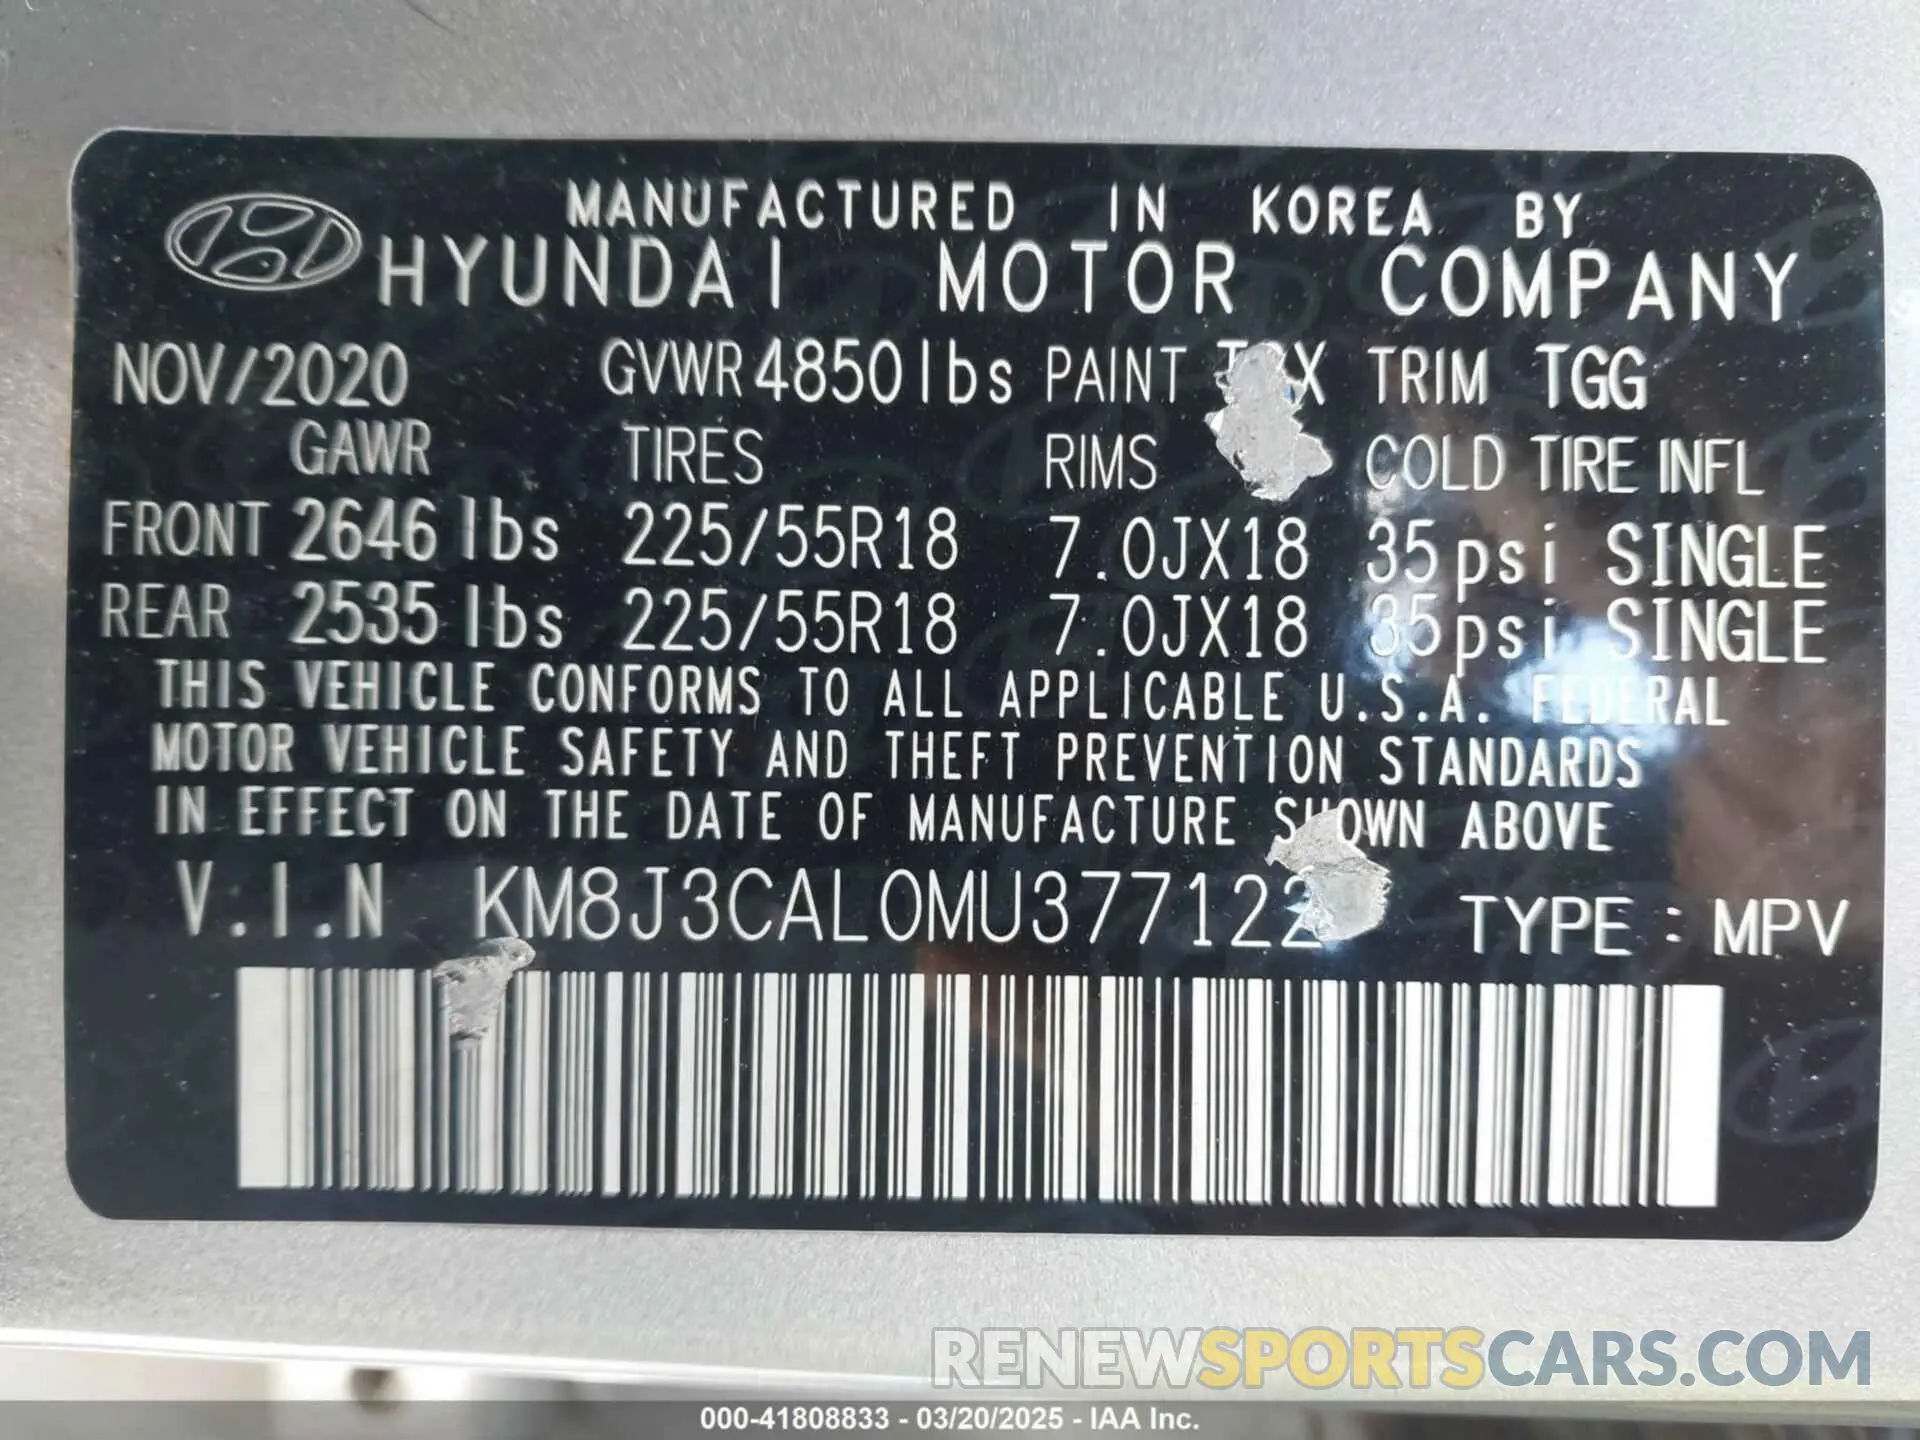 MANUFACTURED IN KOREA BY
HYUNDAI MOTOR COMPANY
NOV/2020 GVWR 4850lbs PAINT TRIM TGG
GAWR TIRES RIMS COLD TIRE INFL
FRONT 2646 lbs 225/55R18 7.0JX18 35psi SINGLE
REAR 2535 lbs 225/55R18 7.0JX18 35psi SINGLE
THIS VEHICLE CONFORMS TO ALL APPLICABLE U.S.A. FEDERAL
MOTOR VEHICLE SAFETY AND THEFT PREVENTION STANDARDS
IN EFFECT ON THE DATE OF MANUFACTURE SHOWN ABOVE
V.I.N KM8J3CAL0MU377122 TYPE : MPV
RENEWSPORTSCARS.COM
000-41808833 - 03/20/2025 - IAA Inc.